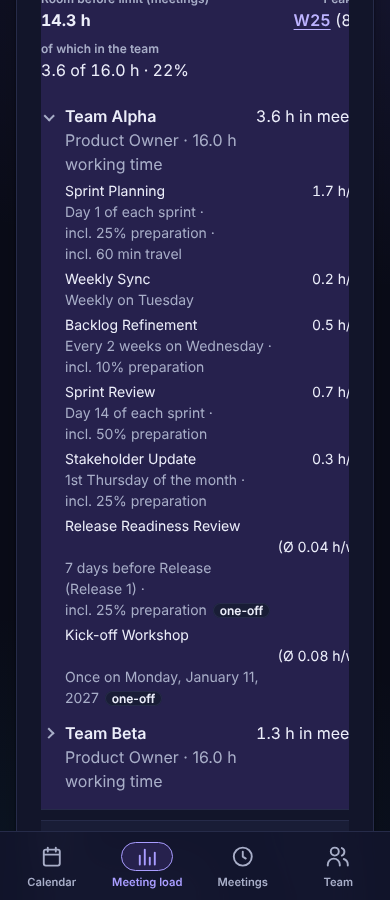 14.3 h W25 (8
of which in the team
3.6 of 16.0 h · 22%
Team Alpha 3.6 h in mee
Product Owner · 16.0 h
working time
Sprint Planning 1.7 h/
Day 1 of each sprint ·
incl. 25% preparation ·
incl. 60 min travel
Weekly Sync 0.2 h/
Weekly on Tuesday
Backlog Refinement 0.5 h/
Every 2 weeks on Wednesday ·
incl. 10% preparation
Sprint Review 0.7 h/
Day 14 of each sprint ·
incl. 50% preparation
Stakeholder Update 0.3 h/
1st Thursday of the month ·
incl. 25% preparation
Release Readiness Review
(Ø 0.04 h/
7 days before Release
(Release 1) ·
incl. 25% preparation one-off
Kick-off Workshop
(Ø 0.08 h/
Once on Monday, January 11,
2027 one-off
Team Beta 1.3 h in mee
Product Owner · 16.0 h
working time
Calendar Meeting load Meetings Team